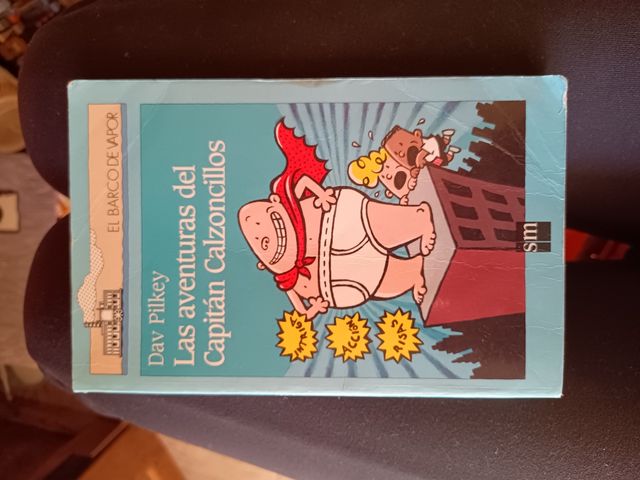 EL BARCO DE VAPOR
Dav Pilkey
Las aventuras del
Capitán Calzoncillos
sm